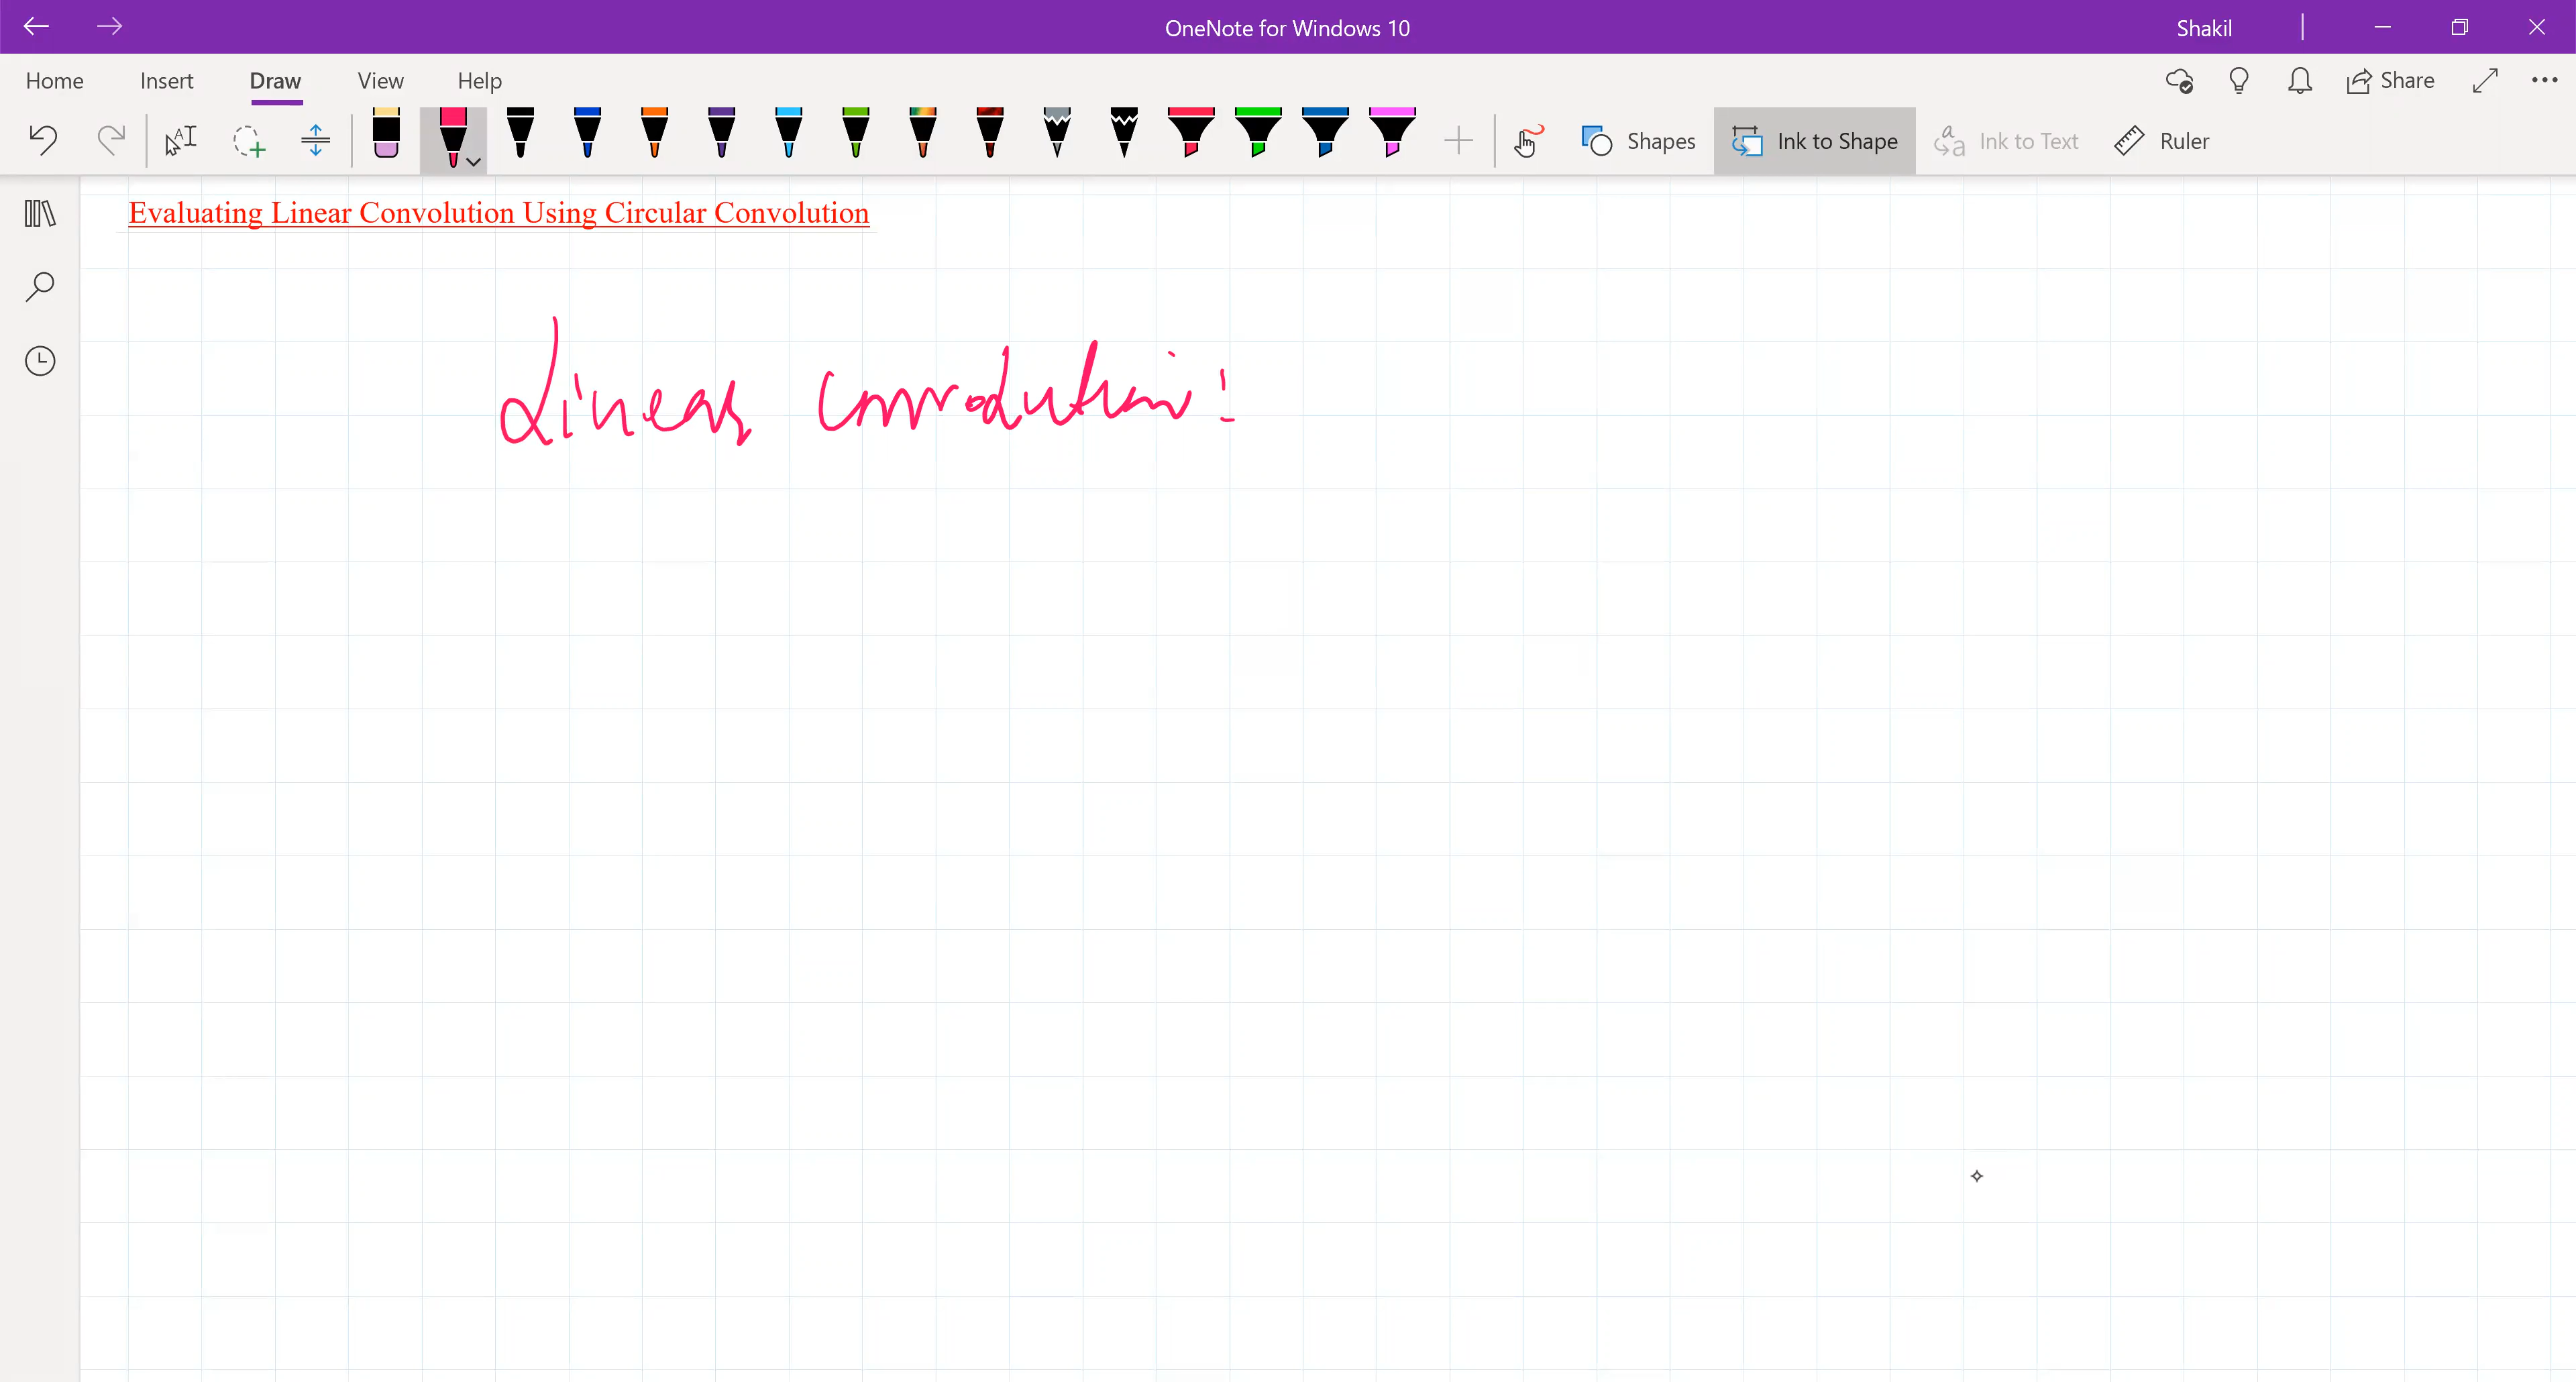 OneNote for Windows 10
Shakil
Home Insert Draw View Help
Share
Shapes Ink to Shape Ink to Text Ruler
Evaluating Linear Convolution Using Circular Convolution
Linear Convolution: